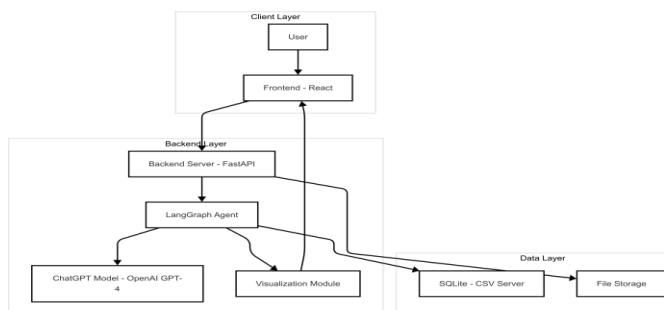 Client Layer
User
Frontend - React
Backend Layer
Backend Server - FastAPI
LangGraph Agent
ChatGPT Model - OpenAI GPT-
4
Visualization Module
Data Layer
SQLite - CSV Server
File Storage